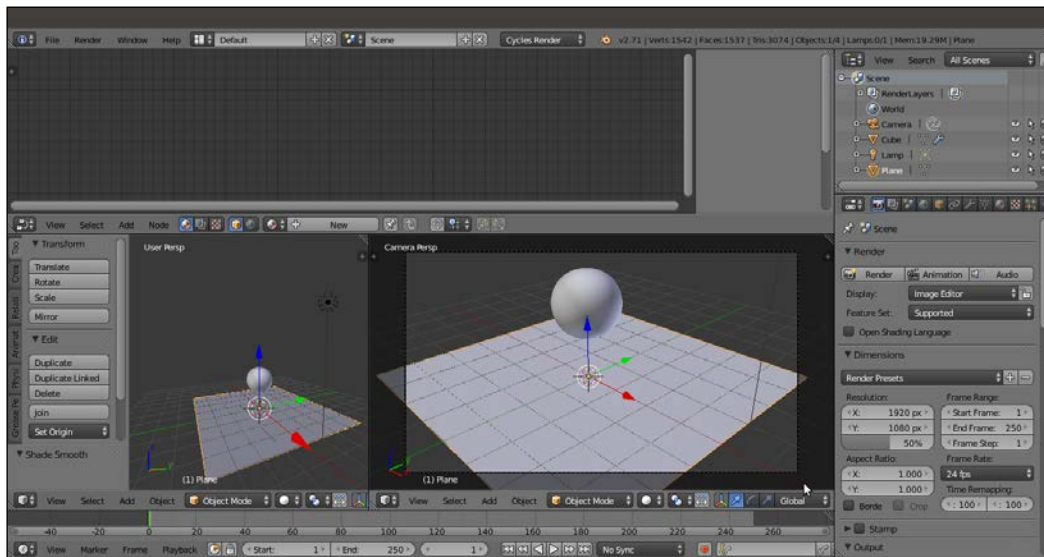 File Render Window Help Default Scene Cycles Render v2.71 | Verts:1542 | Faces:1537 | Tris:3074 | Objects:1/4 | Lamps:0/1 | Mem:19.29M | Plane
View Search All Scenes
Scene
RenderLayers
World
Camera
Cube
Lamp
Plane
View Select Add Node New
Transform
Translate
Rotate
Scale
Mirror
Edit
Duplicate
Duplicate Linked
Delete
Join
Set Origin
Shade Smooth
User Persp
(1) Plane
Camera Persp
(1) Plane
Scene
Render
Render Animation Audio
Display: Image Editor
Feature Set: Supported
Open Shading Language
Dimensions
Render Presets
Resolution: Frame Range:
X: 1920 px Start Frame: 1
Y: 1080 px End Frame: 250
50% Frame Step: 1
Aspect Ratio: Frame Rate:
X: 1.000 24 fps
Y: 1.000 Time Remapping:
Borde Crop : 100 : 100
Stamp
Output
View Select Add Object Object Mode
View Select Add Object Object Mode Global
-40 -20 0 20 40 60 80 100 120 140 160 180 200 220 240 260
View Marker Frame Playback Start: 1 End: 250 1 No Sync